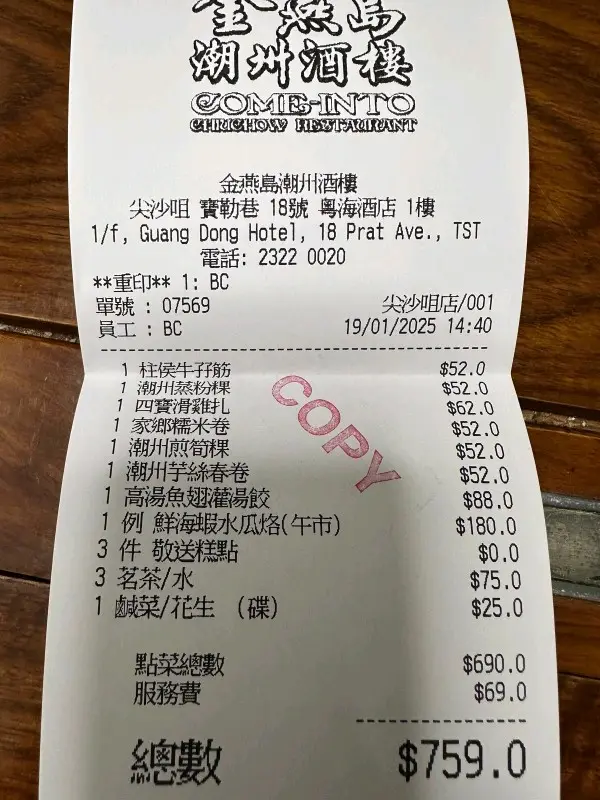 金燕島
潮州酒樓
COME-INTO
CHIUCHOW RESTAURANT
金燕島潮州酒樓
尖沙咀 寶勒巷 18號 粵海酒店 1樓
1/f, Guang Dong Hotel, 18 Prat Ave., TST
電話: 2322 0020
**重印** 1: BC
單號 : 07569 尖沙咀店/001
員工 : BC 19/01/2025 14:40
1 柱侯牛孖筋 $52.0
1 潮州蒸粉粿 $52.0
1 四寶滑雞扎 $62.0
1 家鄉糯米卷 $52.0
1 潮州煎筍粿 $52.0
1 潮州芋絲春卷 $52.0
1 高湯魚翅灌湯餃 $88.0
1 例 鮮海蝦水瓜烙(午市) $180.0
3 件 敬送糕點 $0.0
3 茗茶/水 $75.0
1 鹹菜/花生 (碟) $25.0
COPY
點菜總數 $690.0
服務費 $69.0
總數 $759.0